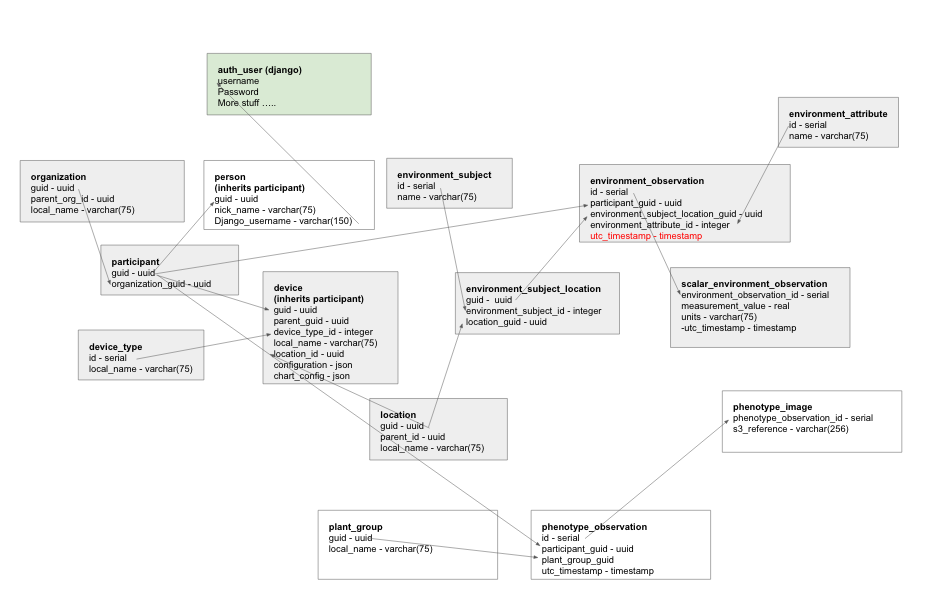 auth_user (django)
username
Password
More stuff …..
environment_attribute
id - serial
name - varchar(75)
organization
guid - uuid
parent_org_id - uuid
local_name - varchar(75)
person
(inherits participant)
guid - uuid
nick_name - varchar(75)
Django_username - varchar(150)
environment_subject
id - serial
name - varchar(75)
environment_observation
id - serial
participant_guid - uuid
environment_subject_location_guid - uuid
environment_attribute_id - integer
utc_timestamp - timestamp
participant
guid - uuid
organization_guid - uuid
device
(inherits participant)
guid - uuid
parent_guid - uuid
device_type_id - integer
local_name - varchar(75)
location_id - uuid
configuration - json
chart_config - json
environment_subject_location
guid - uuid
environment_subject_id - integer
location_guid - uuid
scalar_environment_observation
environment_observation_id - serial
measurement_value - real
units - varchar(75)
-utc_timestamp - timestamp
device_type
id - serial
local_name - varchar(75)
location
guid - uuid
parent_id - uuid
local_name - varchar(75)
phenotype_image
phenotype_observation_id - serial
s3_reference - varchar(256)
plant_group
guid - uuid
local_name - varchar(75)
phenotype_observation
id - serial
participant_guid - uuid
plant_group_guid
utc_timestamp - timestamp